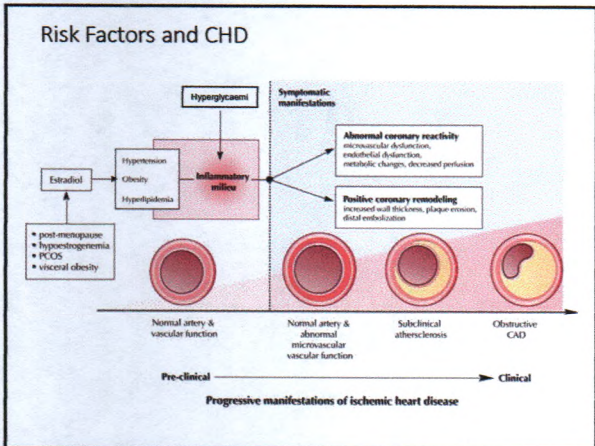 Risk Factors and CHD
Hyperglycaemi
Symptomatic
manifestations
Abnormal coronary reactivity
microvascular dysfunction,
endothelial dysfunction,
metabolic changes, decreased perfusion
Hypertension
Estradiol
Obesity
Inflammatory
milieu
Hyperlipidemia
Positive coronary remodeling
increased wall thickness, plaque erosion,
distal embolization
• post-menopause
• hypoestrogenemia
• PCOS
• visceral obesity
Normal artery &
vascular function
Normal artery &
abnormal
microvascular
vascular function
Subclinical
athersclerosis
Obstructive
CAD
Pre-clinical
Clinical
Progressive manifestations of ischemic heart disease